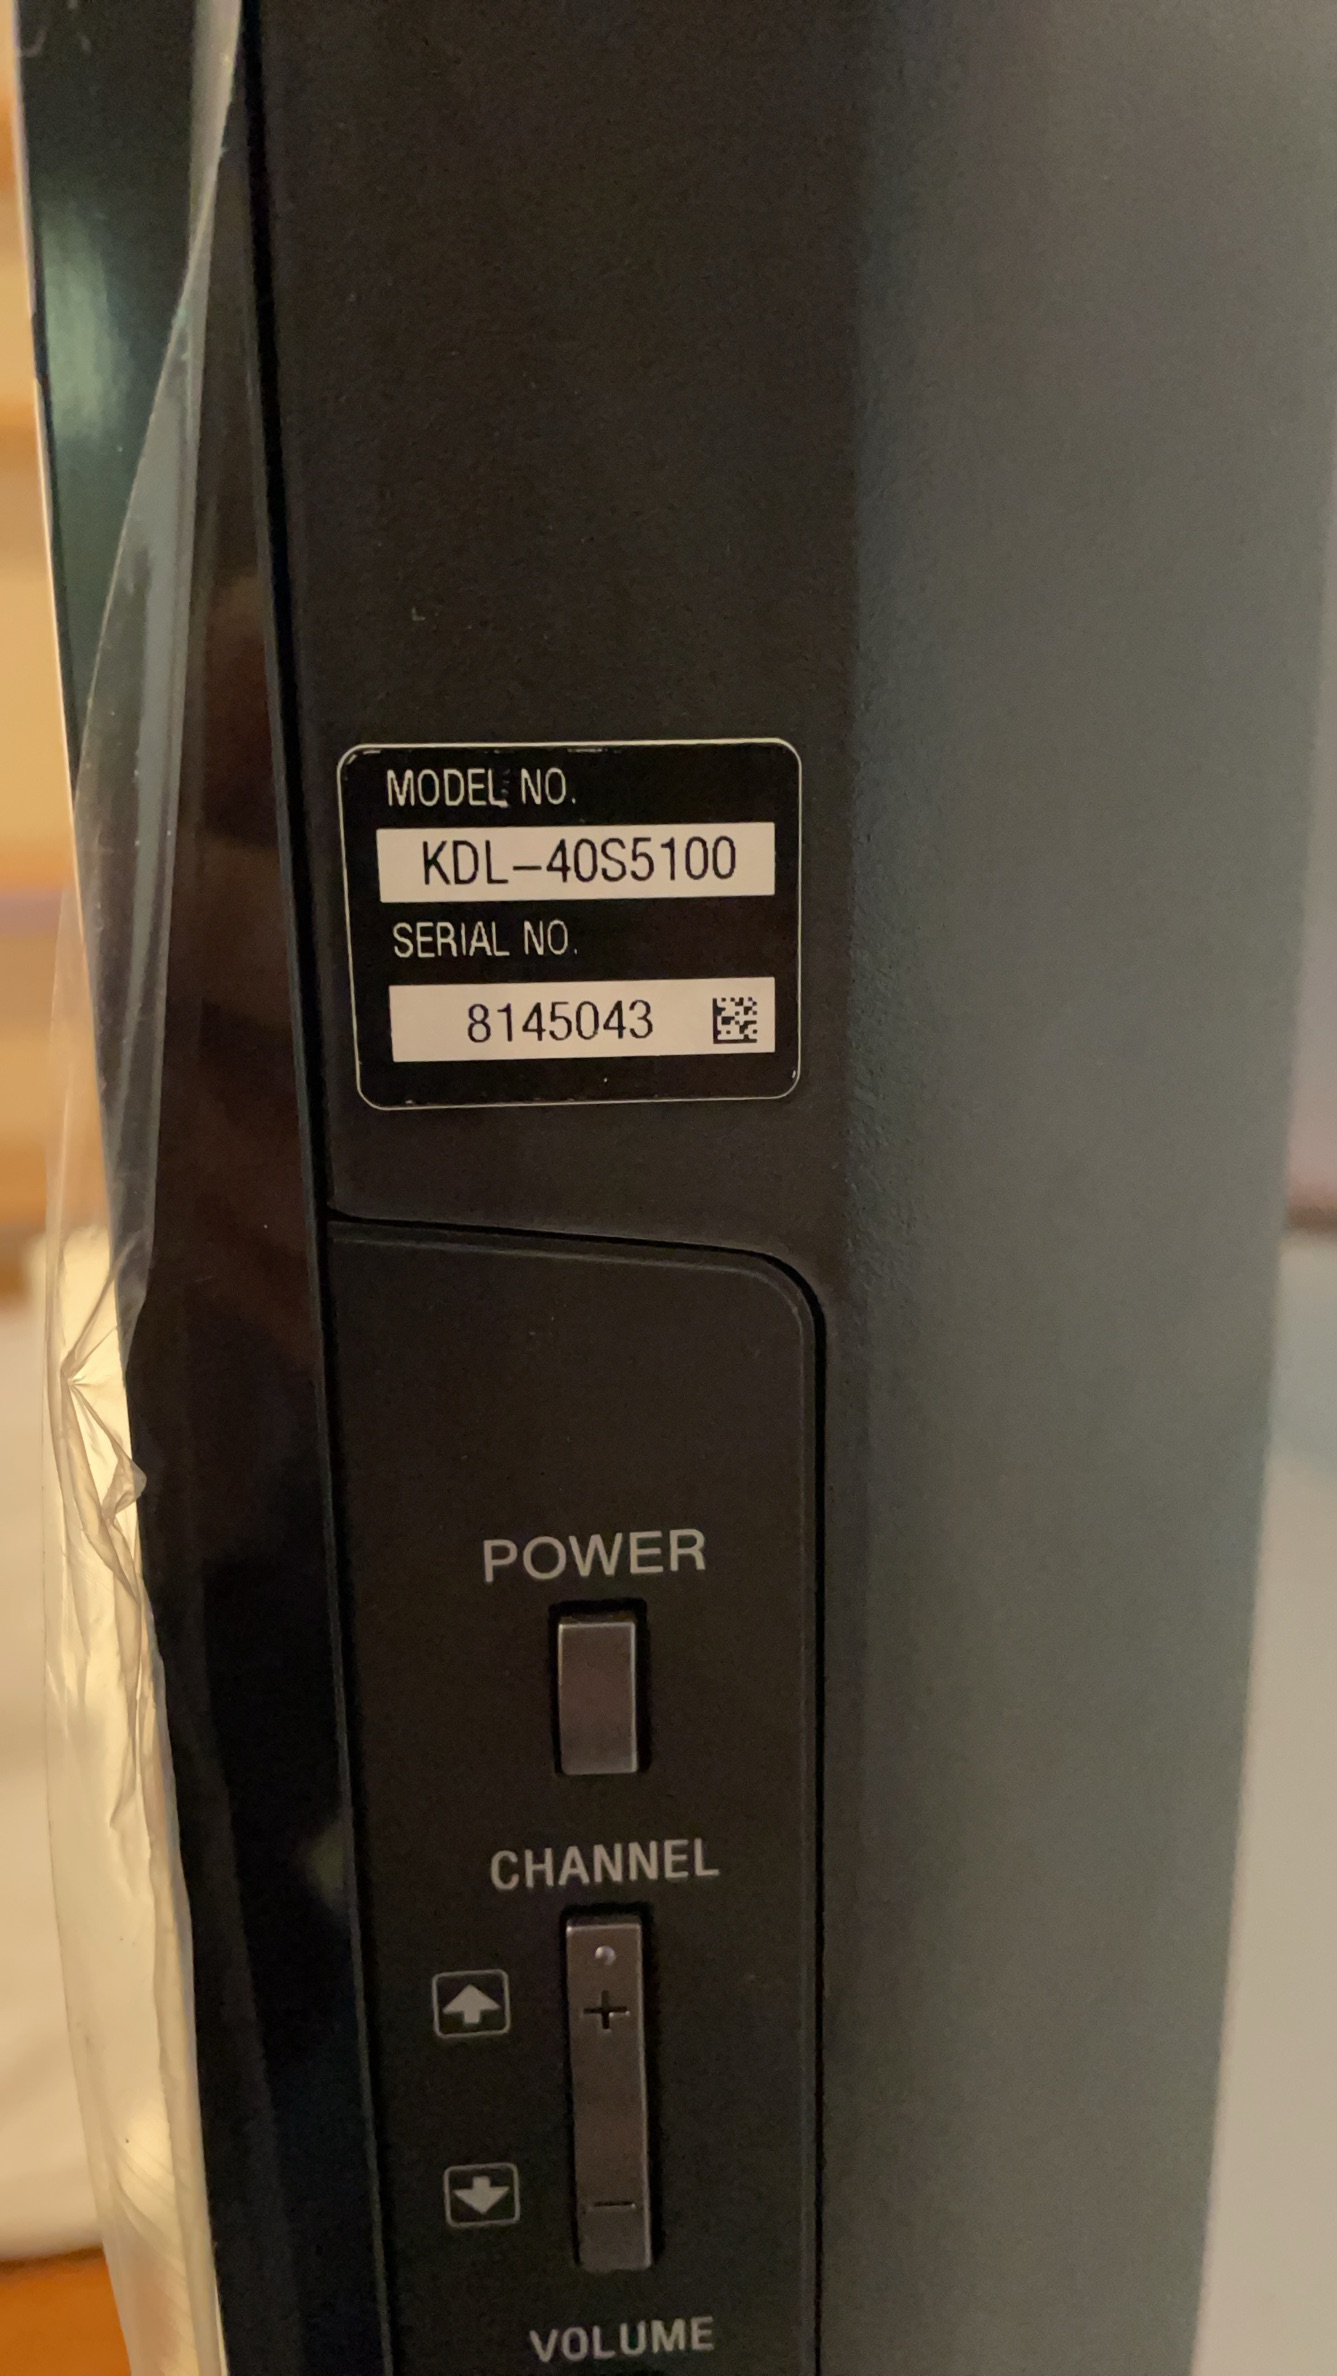 MODEL NO.
KDL-40S5100
SERIAL NO.
8145043
POWER
CHANNEL
+
−
VOLUME